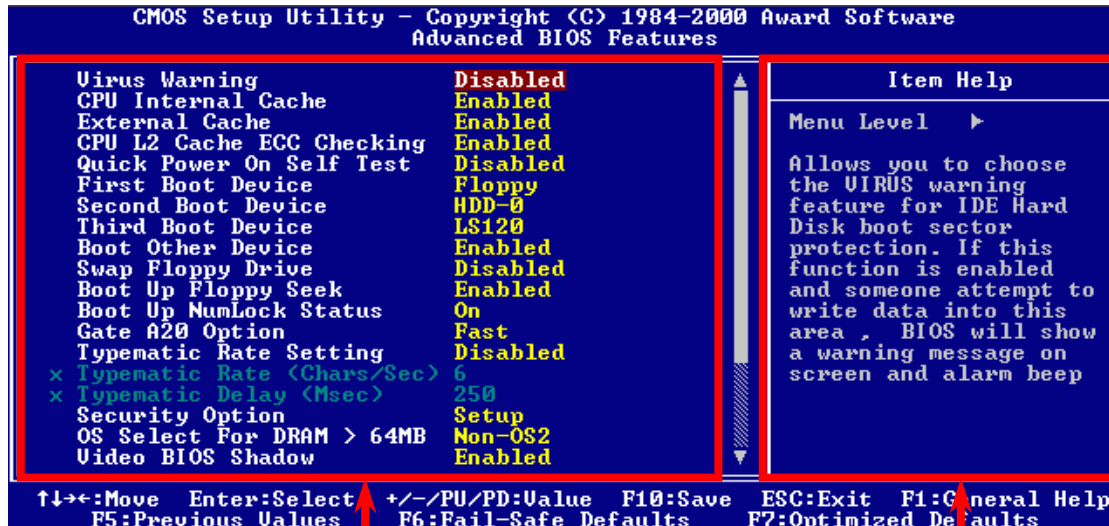 CMOS Setup Utility – Copyright (C) 1984-2000 Award Software
Advanced BIOS Features
Virus Warning Disabled
CPU Internal Cache Enabled
External Cache Enabled
CPU L2 Cache ECC Checking Enabled
Quick Power On Self Test Disabled
First Boot Device Floppy
Second Boot Device HDD-0
Third Boot Device LS120
Boot Other Device Enabled
Swap Floppy Drive Disabled
Boot Up Floppy Seek Enabled
Boot Up NumLock Status On
Gate A20 Option Fast
Typematic Rate Setting Disabled
x Typematic Rate (Chars/Sec) 6
x Typematic Delay (Msec) 250
Security Option Setup
OS Select For DRAM > 64MB Non-OS2
Video BIOS Shadow Enabled
Item Help
Menu Level ►
Allows you to choose
the VIRUS warning
feature for IDE Hard
Disk boot sector
protection. If this
function is enabled
and someone attempt to
write data into this
area , BIOS will show
a warning message on
screen and alarm beep
↑↓→←:Move Enter:Select +/-/PU/PD:Value F10:Save ESC:Exit F1:General Help
F5:Previous Values F6:Fail-Safe Defaults F7:Optimized Defaults